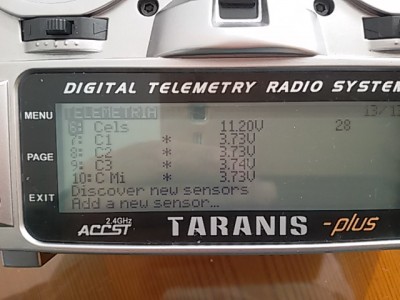 DIGITAL TELEMETRY RADIO SYSTEM
MENU
TELEMETRIA 13/13
6: Cels 11.20V 28
7: C1 * 3.73V
8: C2 * 3.73V
PAGE
9: C3 * 3.74V
10: C Mi * 3.73V
Discover new sensors
EXIT
Add a new sensor...
2.4GHz
ACCST TARANIS -plus